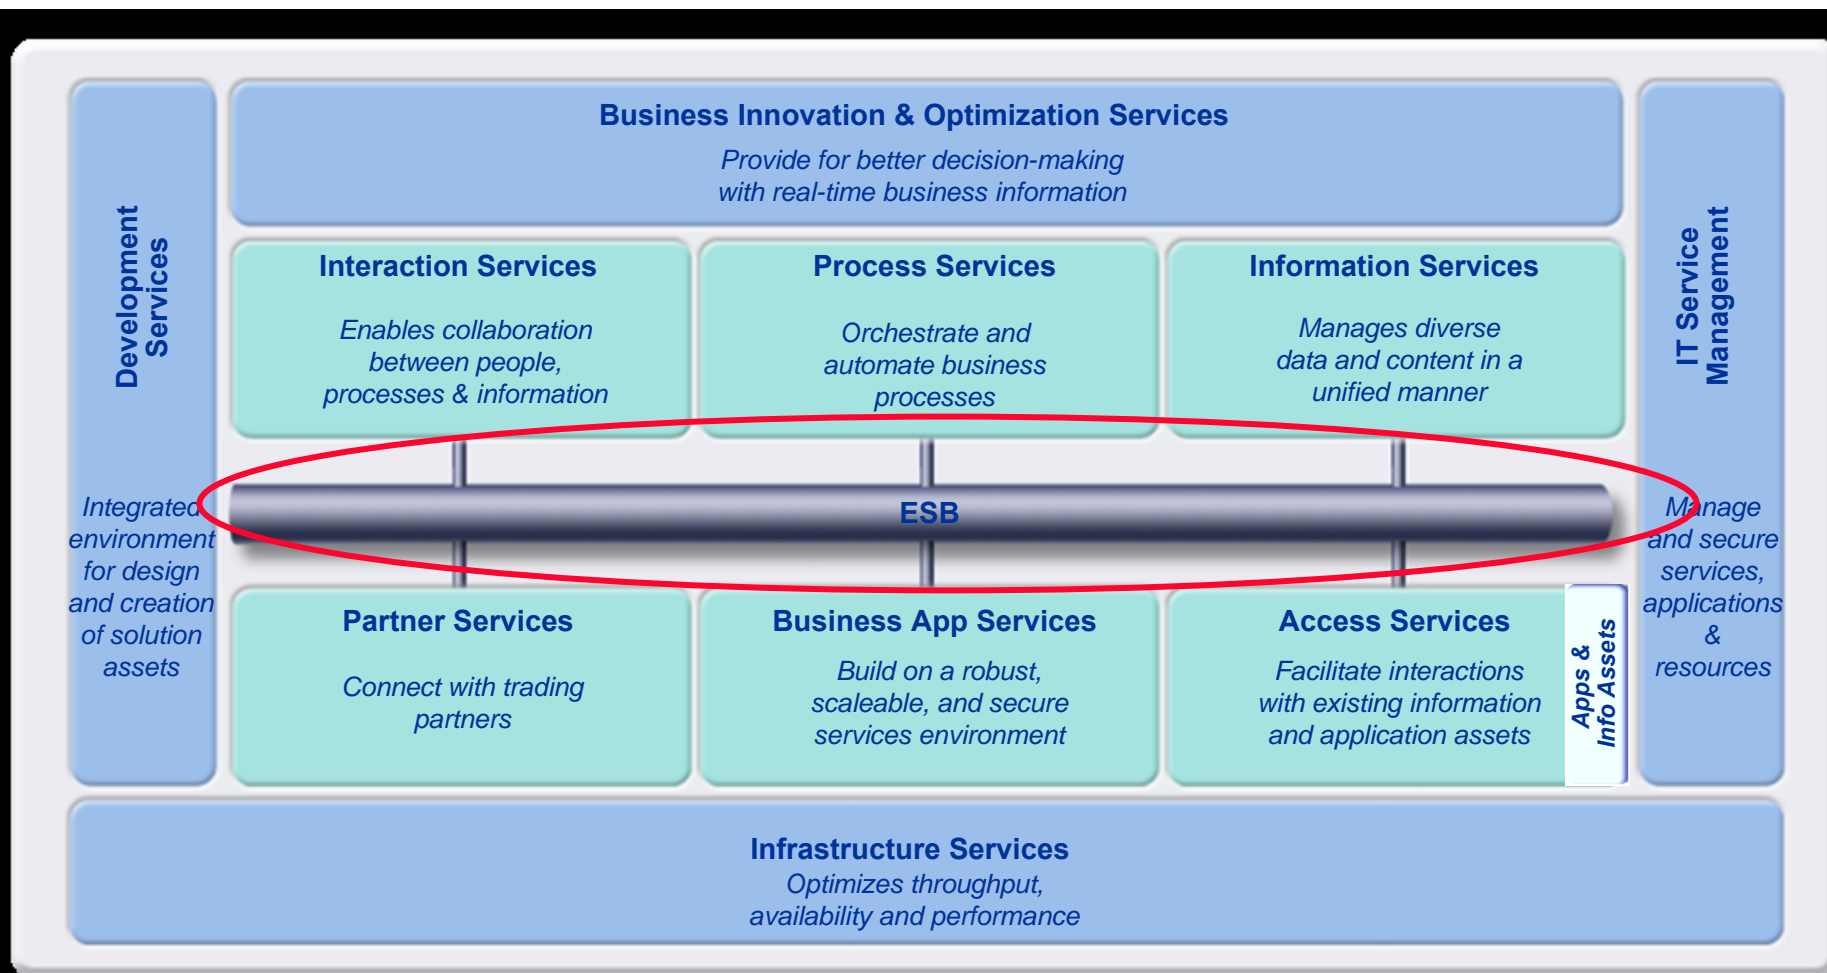 Business Innovation & Optimization Services
Provide for better decision-making
with real-time business information
Development
Services
Integrated
environment
for design
and creation
of solution
assets
Interaction Services
Enables collaboration
between people,
processes & information
Process Services
Orchestrate and
automate business
processes
Information Services
Manages diverse
data and content in a
unified manner
IT Service
Management
Manage
and secure
services,
applications
&
resources
ESB
Partner Services
Connect with trading
partners
Business App Services
Build on a robust,
scaleable, and secure
services environment
Access Services
Facilitate interactions
with existing information
and application assets
Apps &
Info Assets
Infrastructure Services
Optimizes throughput,
availability and performance